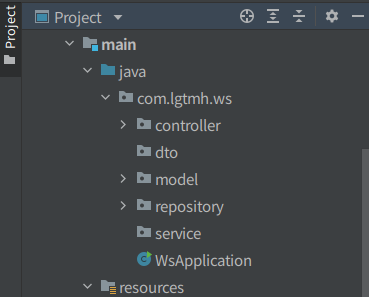 Project
Project
main
java
com.lgtmh.ws
controller
dto
model
repository
service
WsApplication
resources